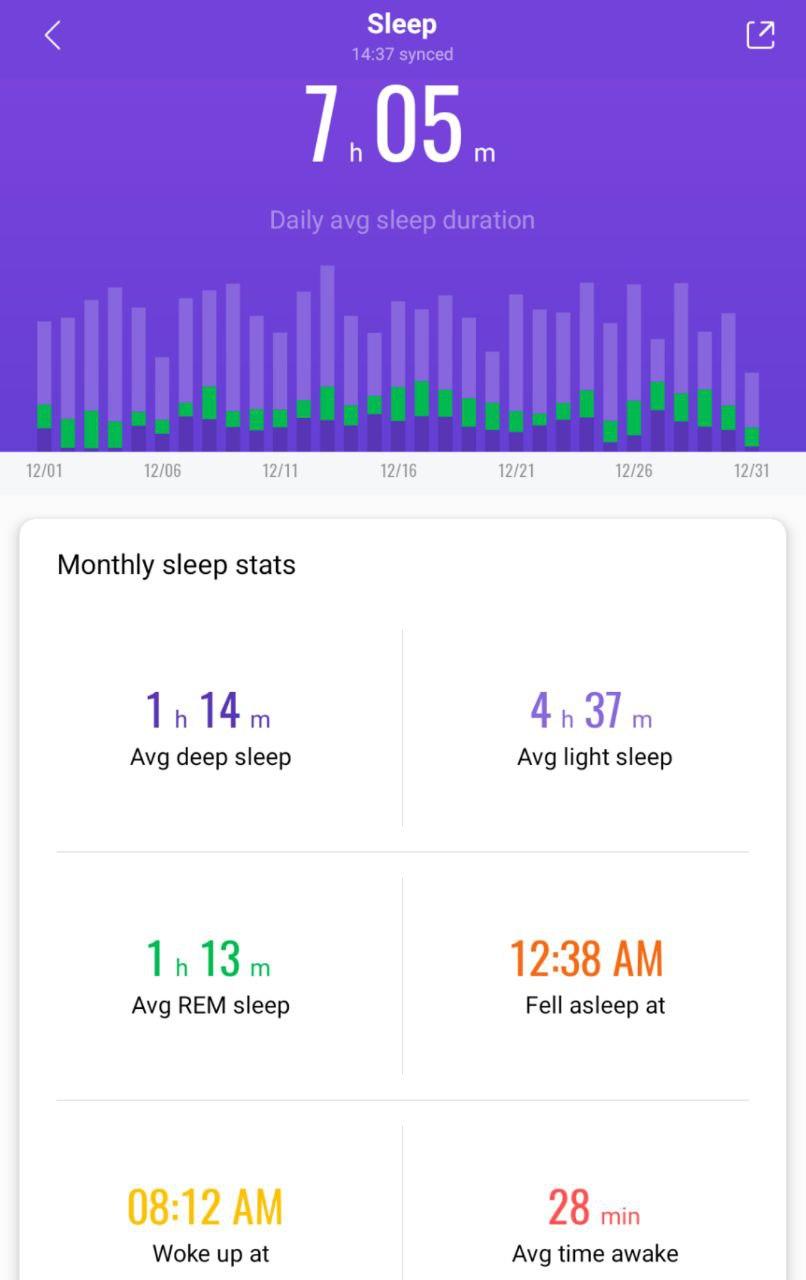 Sleep
14:37 synced
7 h 05 m
Daily avg sleep duration
12/01 12/06 12/11 12/16 12/21 12/26 12/31
Monthly sleep stats
1 h 14 m 4 h 37 m
Avg deep sleep Avg light sleep
1 h 13 m 12:38 AM
Avg REM sleep Fell asleep at
08:12 AM 28 min
Woke up at Avg time awake